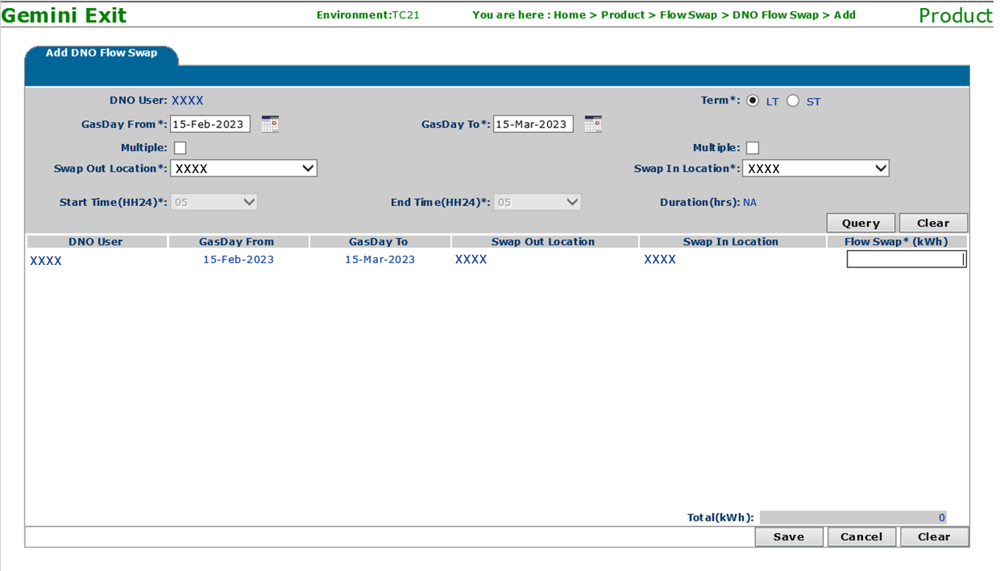 Gemini Exit Environment:TC21 You are here : Home > Product > Flow Swap > DNO Flow Swap > Add Product
Add DNO Flow Swap
DNO User: XXXX Term*: LT ST
GasDay From*: 15-Feb-2023 GasDay To*: 15-Mar-2023
Multiple: Multiple:
Swap Out Location*: XXXX Swap In Location*: XXXX
Start Time(HH24)*: 05 End Time(HH24)*: 05 Duration(hrs): NA
Query Clear
DNO User GasDay From GasDay To Swap Out Location Swap In Location Flow Swap* (kWh)
XXXX 15-Feb-2023 15-Mar-2023 XXXX XXXX
Total(kWh): 0
Save Cancel Clear